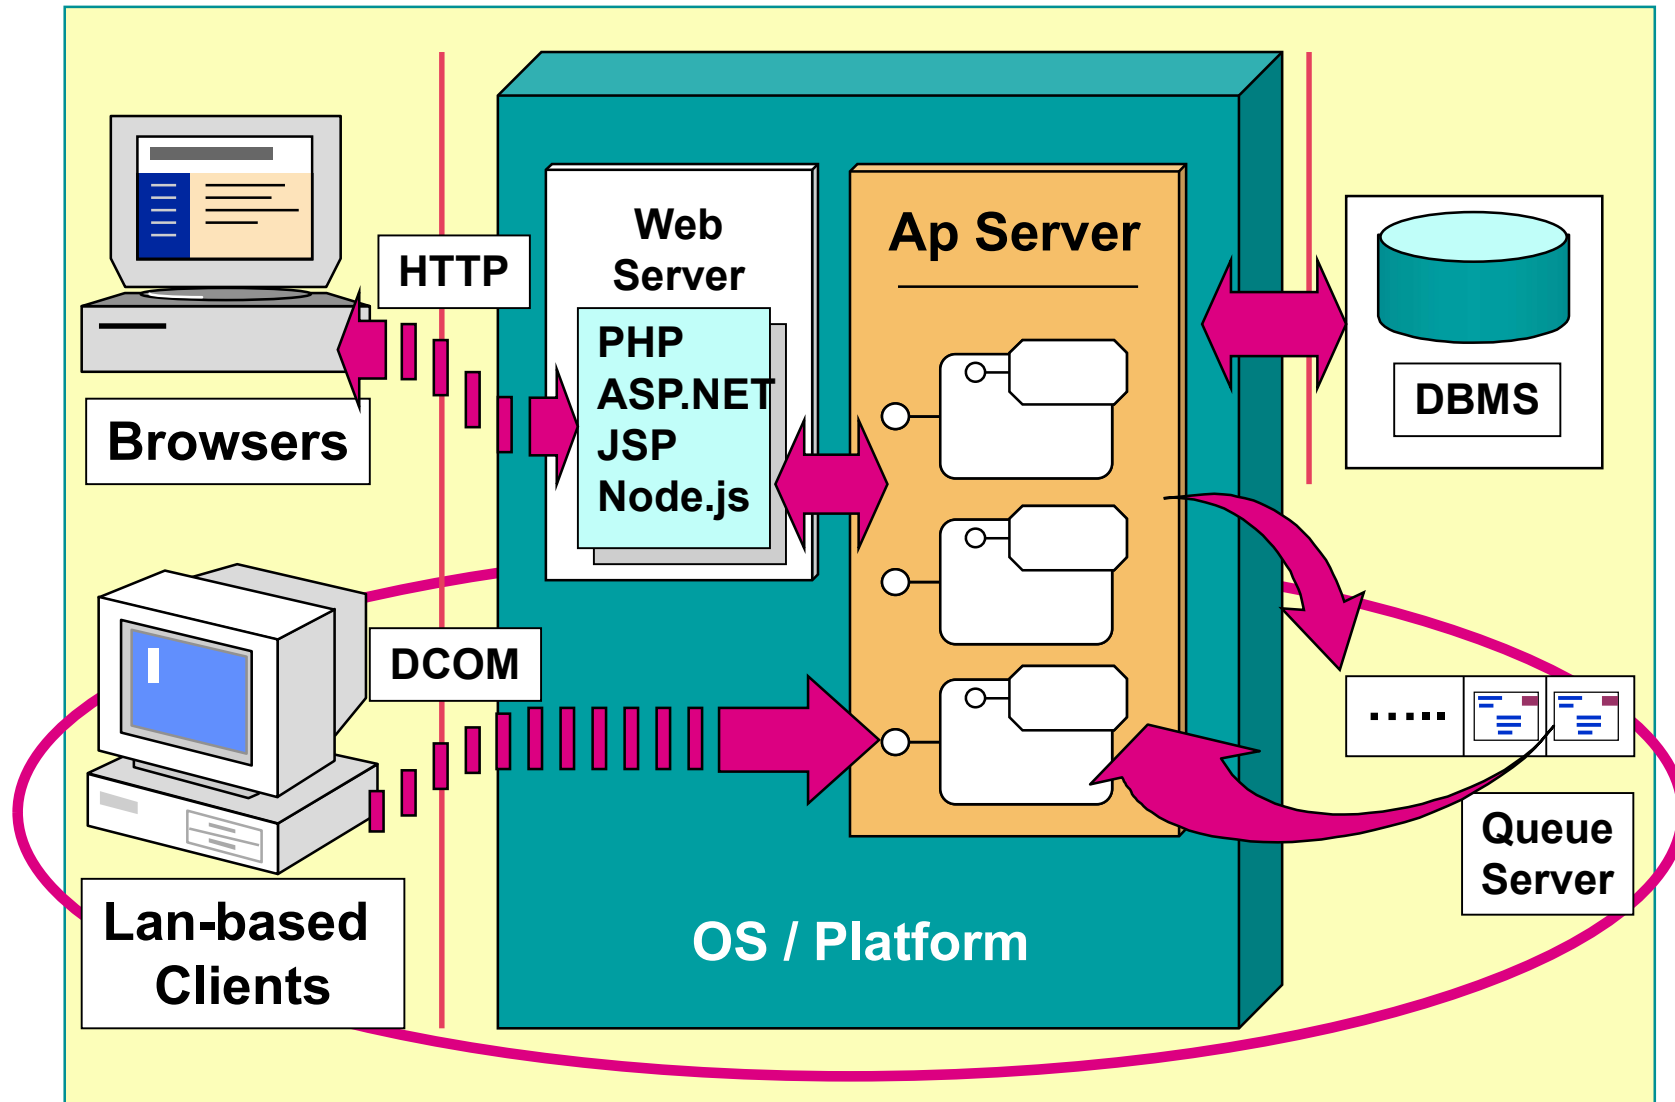 Web
Server
Ap Server
HTTP
PHP
ASP.NET
JSP
Node.js
DBMS
Browsers
DCOM
.....
Queue
Server
Lan-based
Clients
OS / Platform